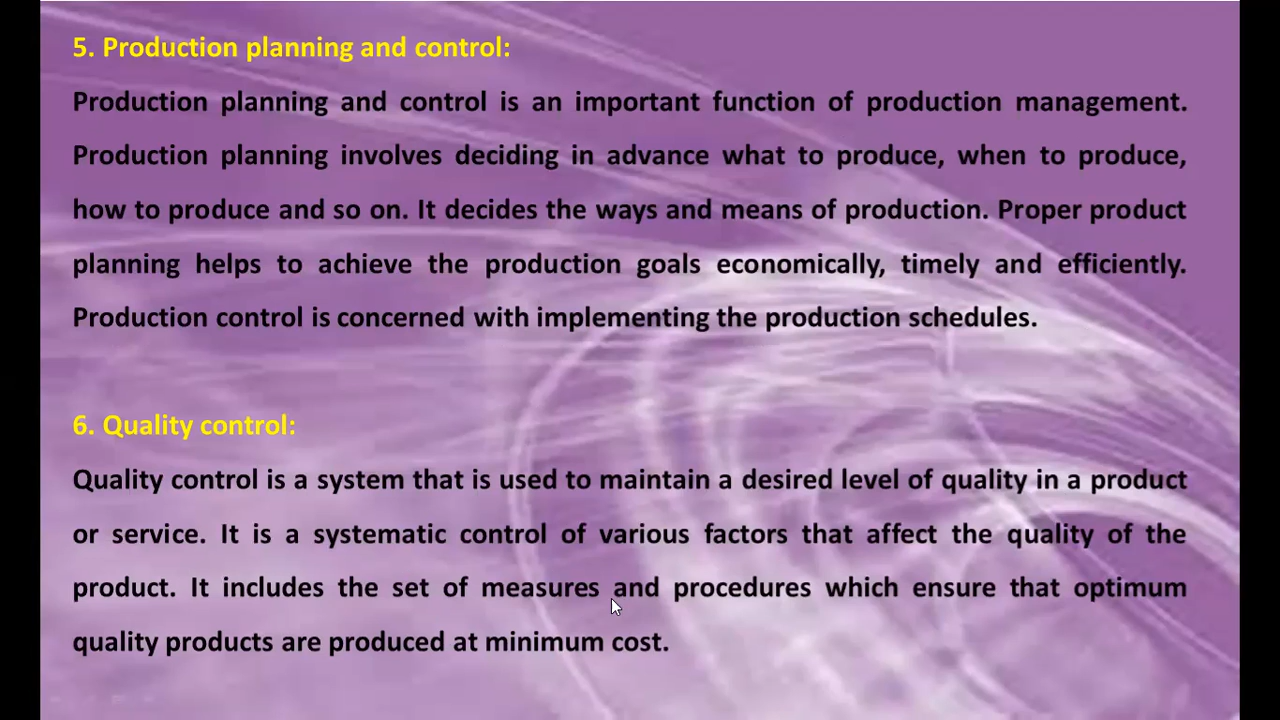 5. Production planning and control:
Production planning and control is an important function of production management.
Production planning involves deciding in advance what to produce, when to produce,
how to produce and so on. It decides the ways and means of production. Proper product
planning helps to achieve the production goals economically, timely and efficiently.
Production control is concerned with implementing the production schedules.
6. Quality control:
Quality control is a system that is used to maintain a desired level of quality in a product
or service. It is a systematic control of various factors that affect the quality of the
product. It includes the set of measures and procedures which ensure that optimum
quality products are produced at minimum cost.